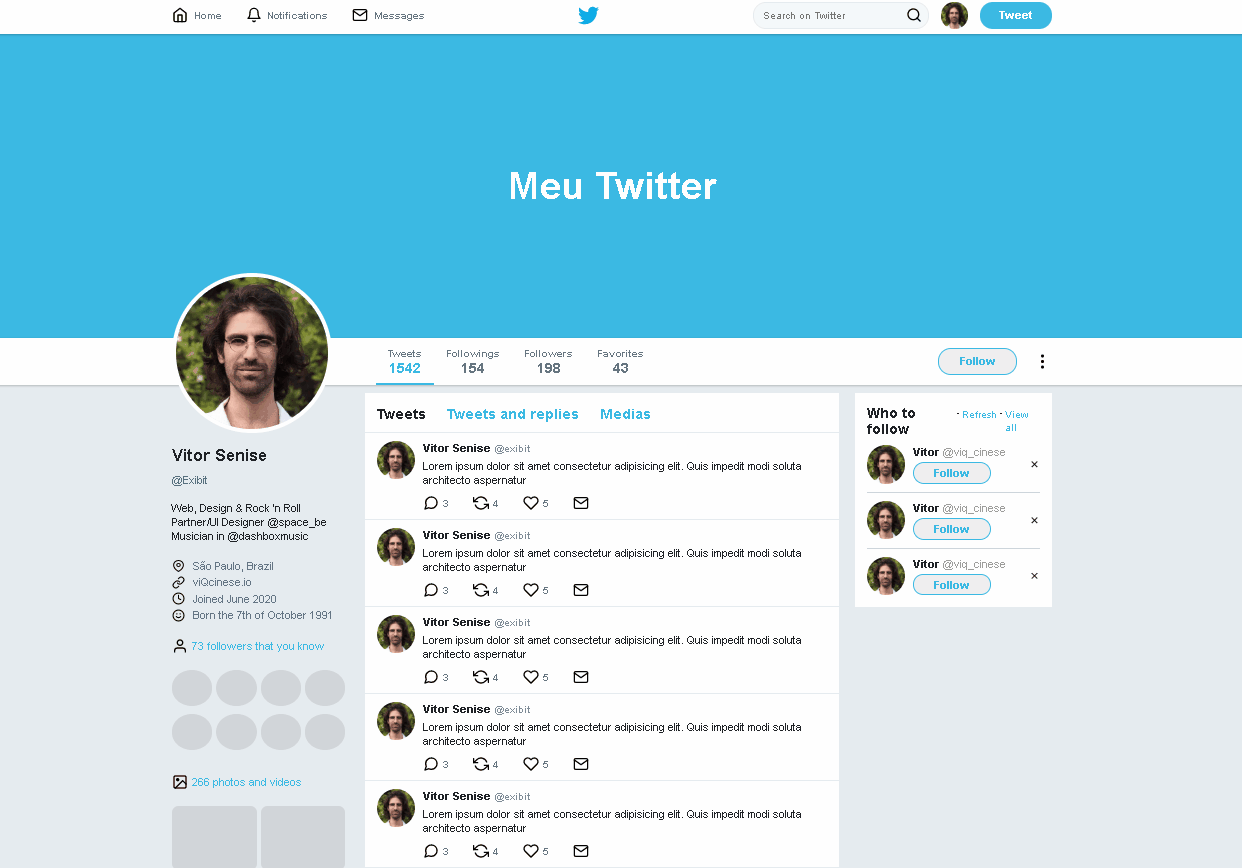 Home Notifications Messages Search on Twitter Tweet
Meu Twitter
Tweets Followings Followers Favorites
1542 154 198 43
Follow
Vitor Senise
@Exibit
Web, Design & Rock 'n Roll
Partner/UI Designer @space_be
Musician in @dashboxmusic
São Paulo, Brazil
viQcinese.io
Joined June 2020
Born the 7th of October 1991
73 followers that you know
266 photos and videos
Tweets Tweets and replies Medias
Vitor Senise @exibit
Lorem ipsum dolor sit amet consectetur adipisicing elit. Quis impedit modi soluta
architecto aspernatur
3 4 5
Vitor Senise @exibit
Lorem ipsum dolor sit amet consectetur adipisicing elit. Quis impedit modi soluta
architecto aspernatur
3 4 5
Vitor Senise @exibit
Lorem ipsum dolor sit amet consectetur adipisicing elit. Quis impedit modi soluta
architecto aspernatur
3 4 5
Vitor Senise @exibit
Lorem ipsum dolor sit amet consectetur adipisicing elit. Quis impedit modi soluta
architecto aspernatur
3 4 5
Vitor Senise @exibit
Lorem ipsum dolor sit amet consectetur adipisicing elit. Quis impedit modi soluta
architecto aspernatur
3 4 5
Who to · Refresh · View
follow all
Vitor @viq_cinese
Follow
Vitor @viq_cinese
Follow
Vitor @viq_cinese
Follow